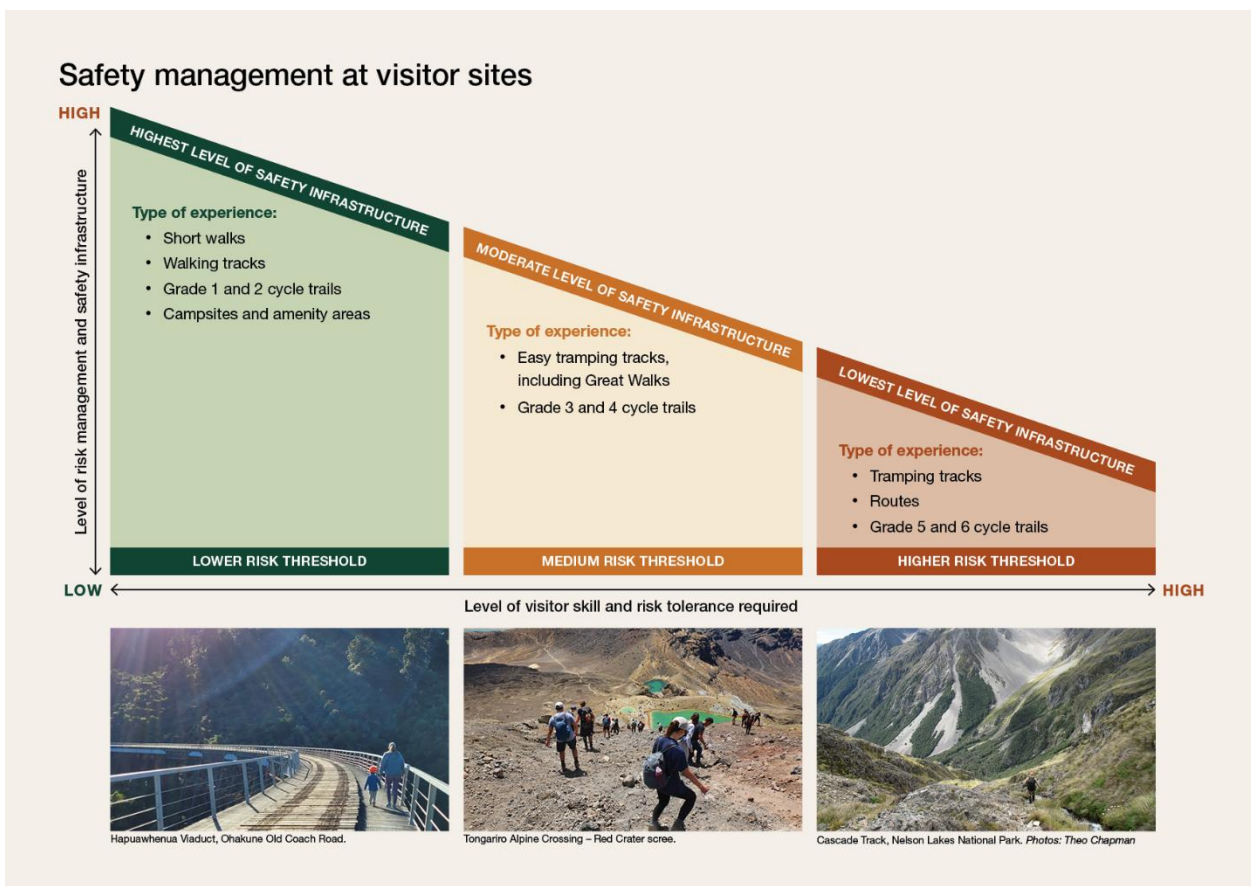 Safety management at visitor sites
HIGH
Level of risk management and safety infrastructure
LOW
HIGHEST LEVEL OF SAFETY INFRASTRUCTURE
Type of experience:
• Short walks
• Walking tracks
• Grade 1 and 2 cycle trails
• Campsites and amenity areas
LOWER RISK THRESHOLD
MODERATE LEVEL OF SAFETY INFRASTRUCTURE
Type of experience:
• Easy tramping tracks,
including Great Walks
• Grade 3 and 4 cycle trails
MEDIUM RISK THRESHOLD
LOWEST LEVEL OF SAFETY INFRASTRUCTURE
Type of experience:
• Tramping tracks
• Routes
• Grade 5 and 6 cycle trails
HIGHER RISK THRESHOLD
HIGH
Level of visitor skill and risk tolerance required
Hapuawhenua Viaduct, Ohakune Old Coach Road.
Tongariro Alpine Crossing – Red Crater scree.
Cascade Track, Nelson Lakes National Park. Photos: Theo Chapman